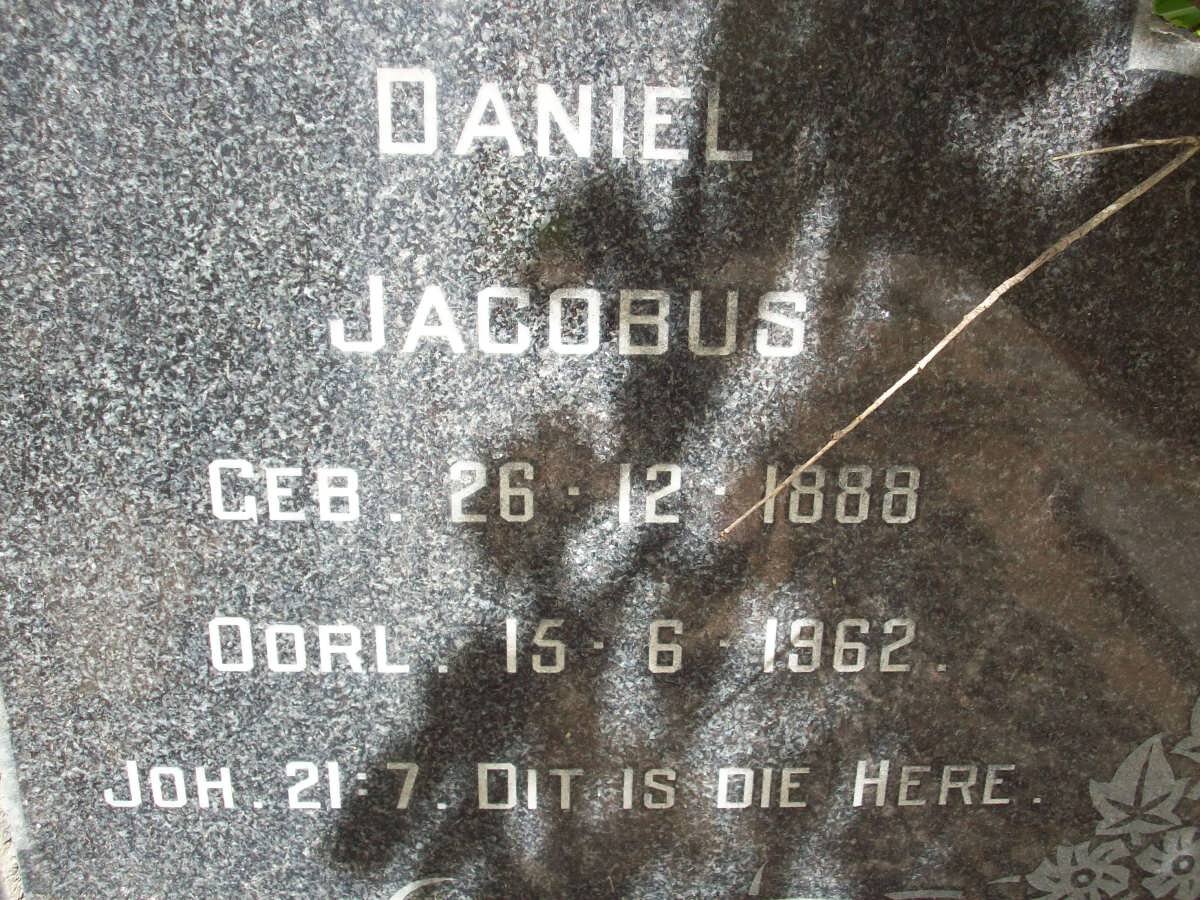 DANIEL
JACOBUS
GEB. 26·12·1888
OORL. 15·6·1962.
JOH. 21:7. DIT IS DIE HERE.